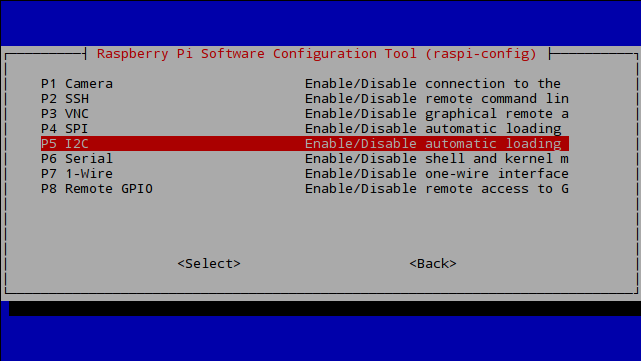 Raspberry Pi Software Configuration Tool (raspi-config)
P1 Camera Enable/Disable connection to the
P2 SSH Enable/Disable remote command lin
P3 VNC Enable/Disable graphical remote a
P4 SPI Enable/Disable automatic loading
P5 I2C Enable/Disable automatic loading
P6 Serial Enable/Disable shell and kernel m
P7 1-Wire Enable/Disable one-wire interface
P8 Remote GPIO Enable/Disable remote access to G
<Select> <Back>